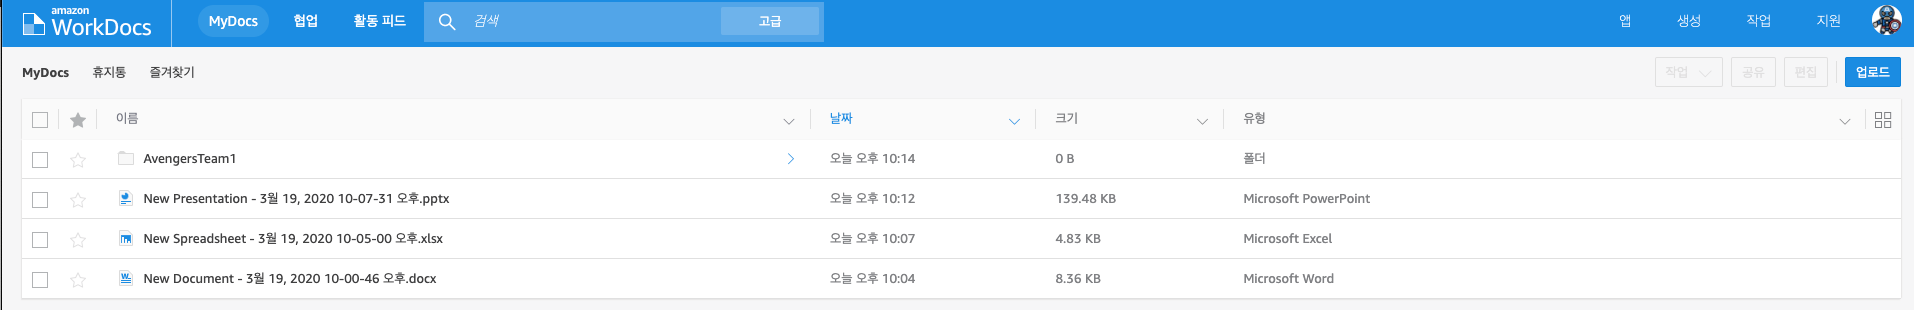 amazon
WorkDocs MyDocs 협업 활동 피드 검색 고급 앱 생성 작업 지원
MyDocs 휴지통 즐겨찾기 작업 공유 편집 업로드
이름 날짜 크기 유형
AvengersTeam1 오늘 오후 10:14 0 B 폴더
New Presentation - 3월 19, 2020 10-07-31 오후.pptx 오늘 오후 10:12 139.48 KB Microsoft PowerPoint
New Spreadsheet - 3월 19, 2020 10-05-00 오후.xlsx 오늘 오후 10:07 4.83 KB Microsoft Excel
New Document - 3월 19, 2020 10-00-46 오후.docx 오늘 오후 10:04 8.36 KB Microsoft Word